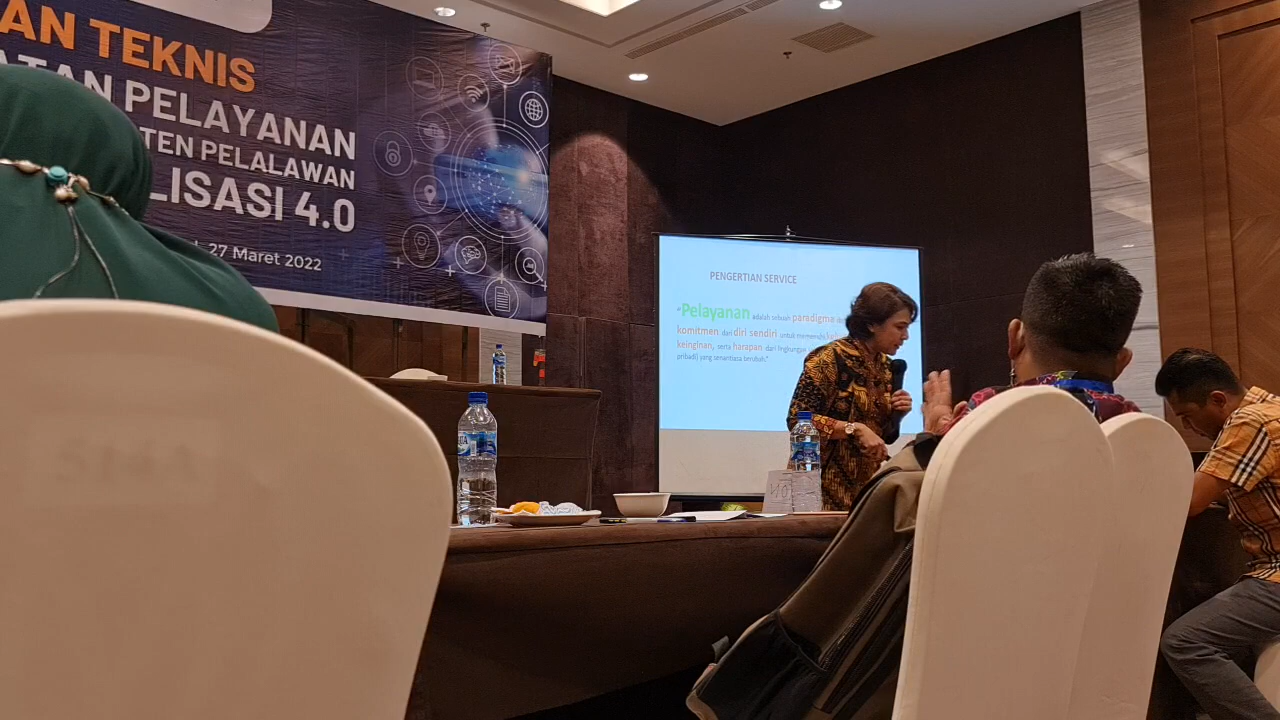 AN TEKNIS
ATAN PELAYANAN
TEN PELALAWAN
LISASI 4.0
27 Maret 2022
PENGERTIAN SERVICE
"Pelayanan adalah sebuah paradigma
komitmen dari diri sendiri untuk memenuhi
keinginan, serta harapan dari lingkungan
pribadi) yang senantiasa berubah."